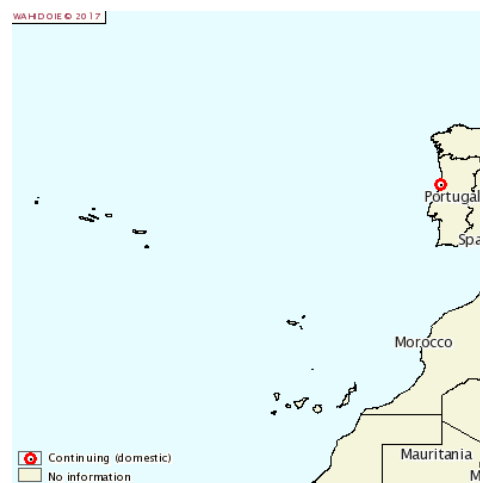 WAHID OIE © 2017
Portugal
Spa
Morocco
Mauritania
M
Continuing (domestic)
No information